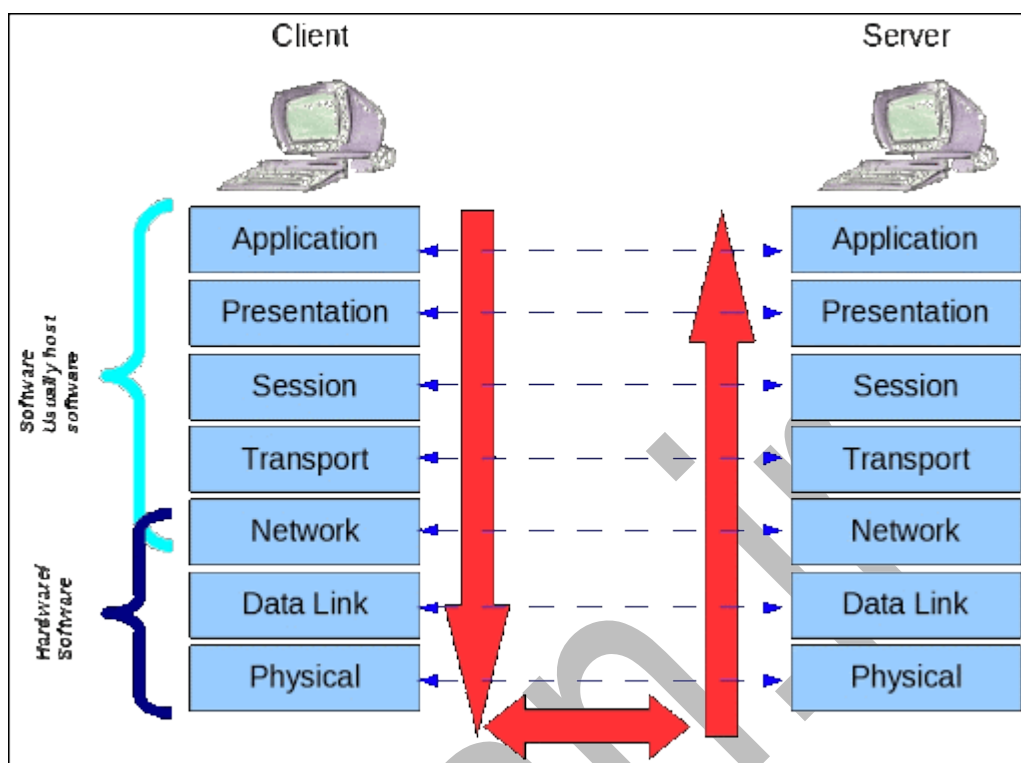 Client
Server
Application
Application
Presentation
Presentation
Session
Session
Transport
Transport
Network
Network
Data Link
Data Link
Physical
Physical
Software
Usually host
software
Hardware/
Software